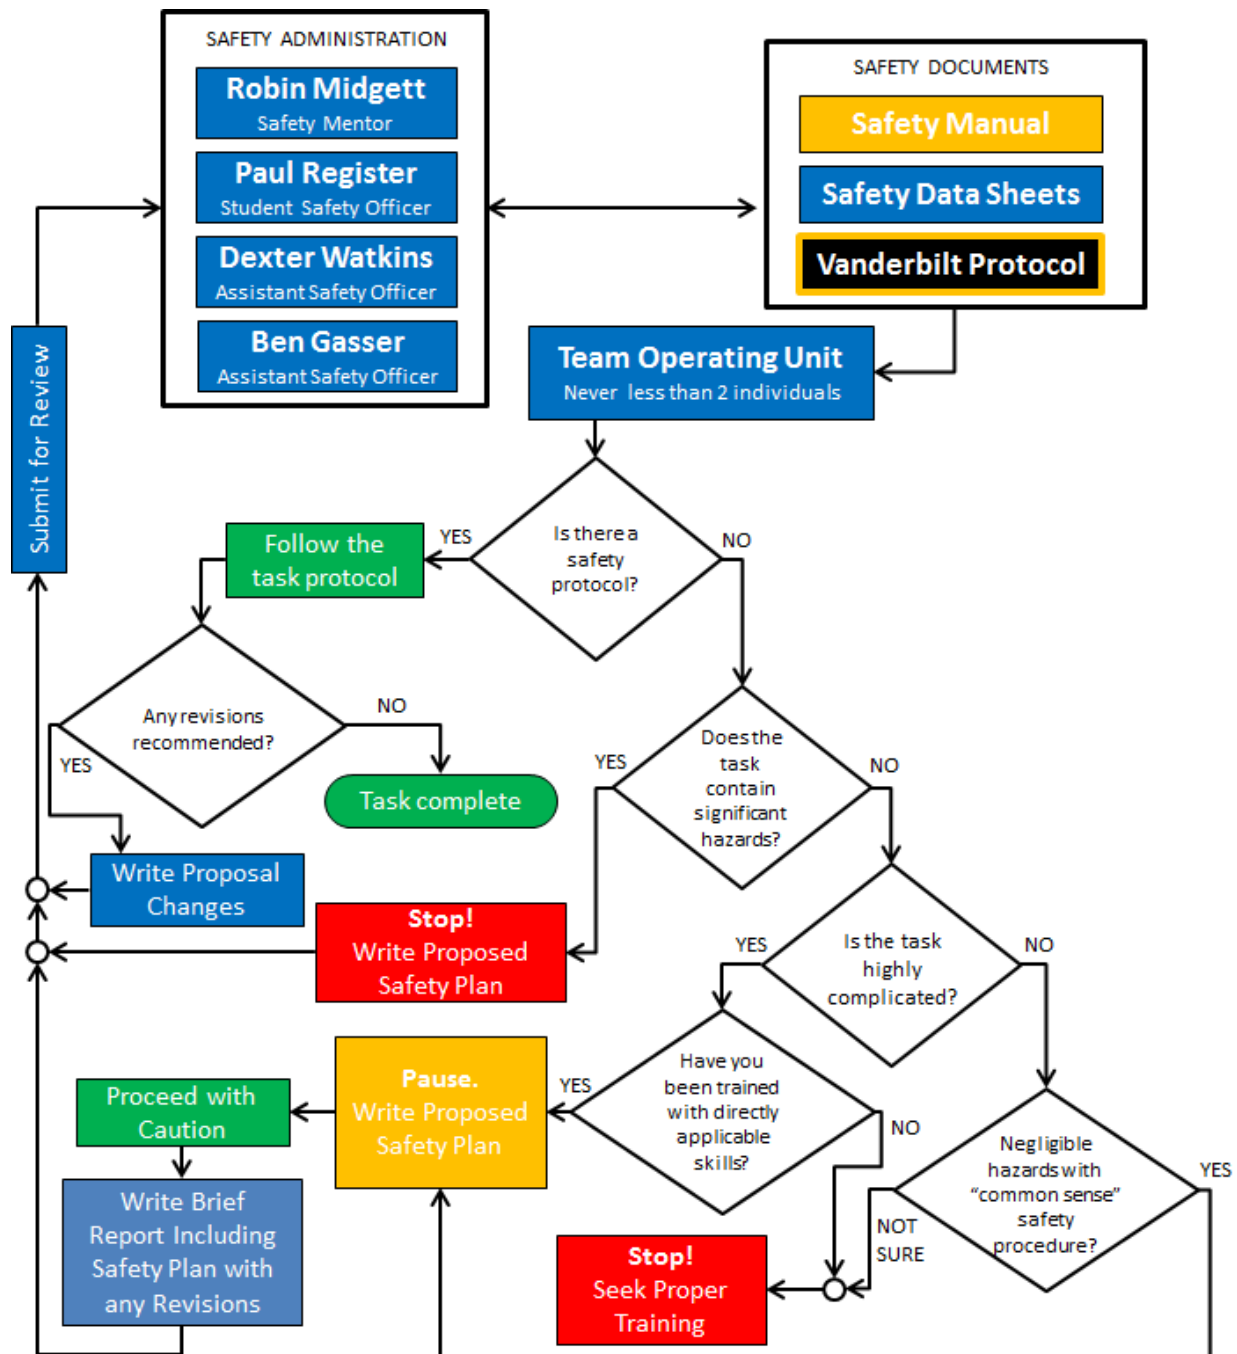 SAFETY ADMINISTRATION
Robin Midgett
Safety Mentor
Paul Register
Student Safety Officer
Dexter Watkins
Assistant Safety Officer
Ben Gasser
Assistant Safety Officer
SAFETY DOCUMENTS
Safety Manual
Safety Data Sheets
Vanderbilt Protocol
Submit for Review
Team Operating Unit
Never less than 2 individuals
Is there a
safety
protocol?
YES
NO
Follow the
task protocol
Any revisions
recommended?
NO
YES
Task complete
Write Proposal
Changes
Does the
task
contain
significant
hazards?
YES
NO
Stop!
Write Proposed
Safety Plan
Is the task
highly
complicated?
YES
NO
Have you
been trained
with directly
applicable
skills?
YES
NO
Pause.
Write Proposed
Safety Plan
Proceed with
Caution
Write Brief
Report Including
Safety Plan with
any Revisions
Negligible
hazards with
“common sense”
safety
procedure?
YES
NOT
SURE
Stop!
Seek Proper
Training